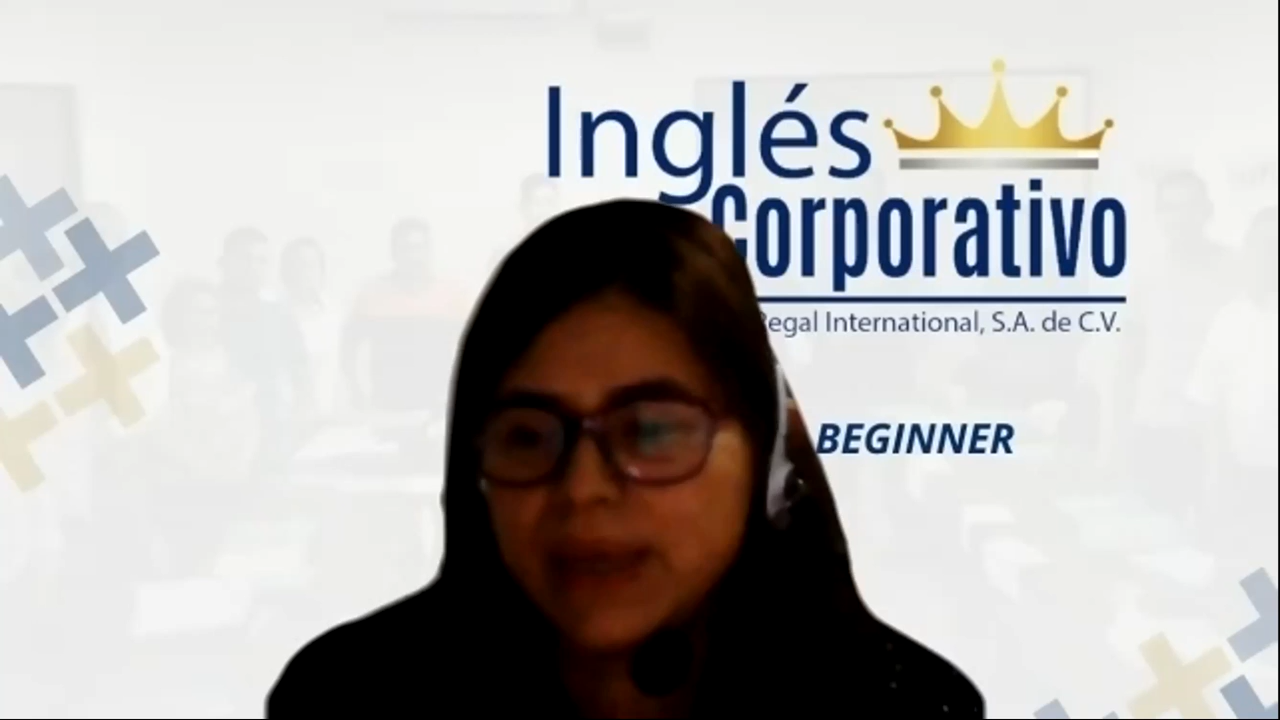 Inglés
Corporativo
Regal International, S.A. de C.V.
BEGINNER